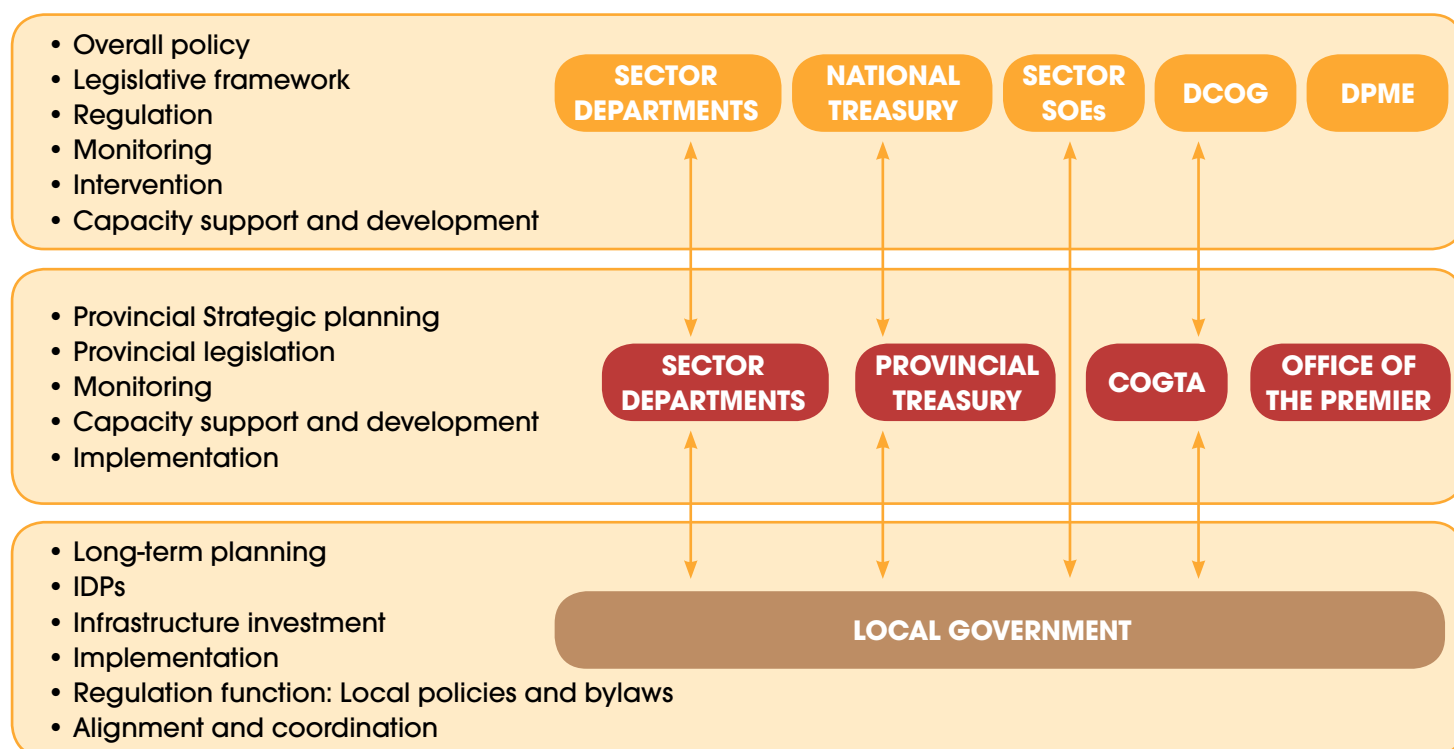 • Overall policy
• Legislative framework
• Regulation
• Monitoring
• Intervention
• Capacity support and development
SECTOR
DEPARTMENTS
NATIONAL
TREASURY
SECTOR
SOEs
DCOG
DPME
• Provincial Strategic planning
• Provincial legislation
• Monitoring
• Capacity support and development
• Implementation
SECTOR
DEPARTMENTS
PROVINCIAL
TREASURY
COGTA
OFFICE OF
THE PREMIER
• Long-term planning
• IDPs
• Infrastructure investment
• Implementation
• Regulation function: Local policies and bylaws
• Alignment and coordination
LOCAL GOVERNMENT